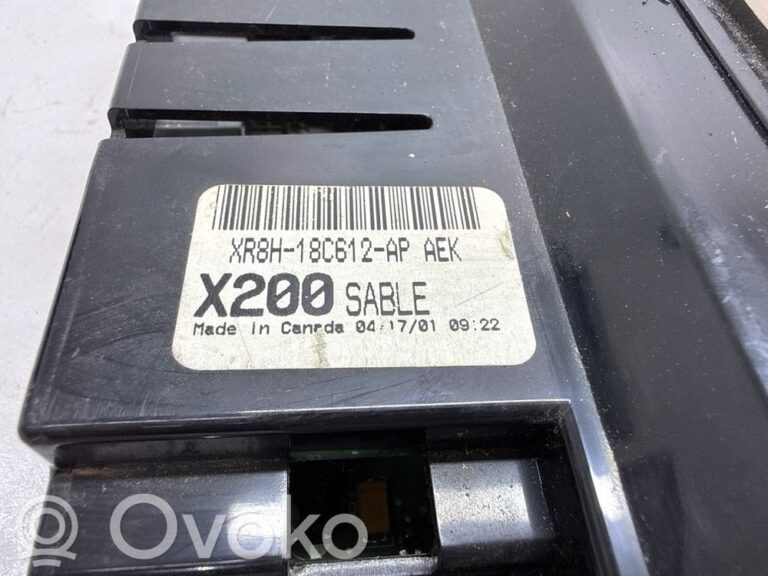 XR8H-18C612-AP AEK
X200 SABLE
Made in Canada 04/17/01 09:22
Ovoko